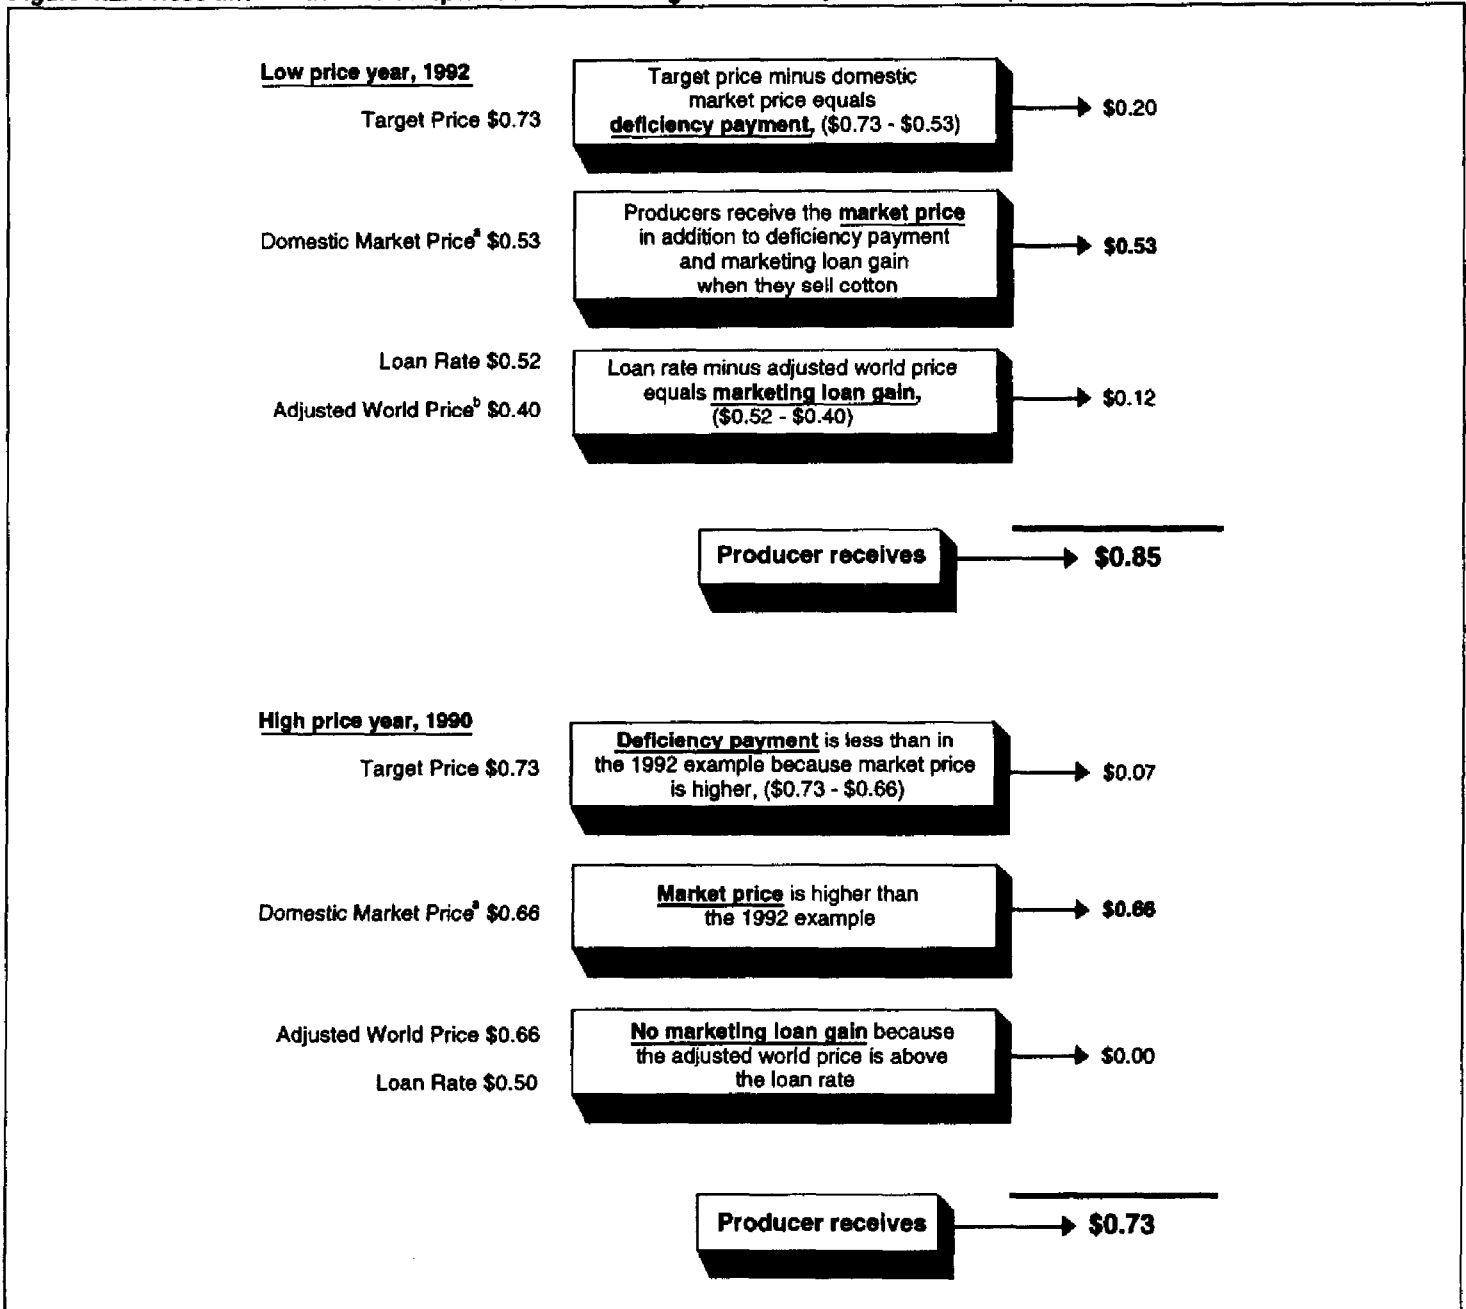 Low price year, 1992
Target Price $0.73
Target price minus domestic
market price equals
deficiency payment, ($0.73 - $0.53)
$0.20
Domestic Market Priceª $0.53
Producers receive the market price
in addition to deficiency payment
and marketing loan gain
when they sell cotton
$0.53
Loan Rate $0.52
Adjusted World Priceᵇ $0.40
Loan rate minus adjusted world price
equals marketing loan gain,
($0.52 - $0.40)
$0.12
Producer receives
$0.85
High price year, 1990
Target Price $0.73
Deficiency payment is less than in
the 1992 example because market price
is higher, ($0.73 - $0.66)
$0.07
Domestic Market Priceª $0.66
Market price is higher than
the 1992 example
$0.66
Adjusted World Price $0.66
Loan Rate $0.50
No marketing loan gain because
the adjusted world price is above
the loan rate
$0.00
Producer receives
$0.73